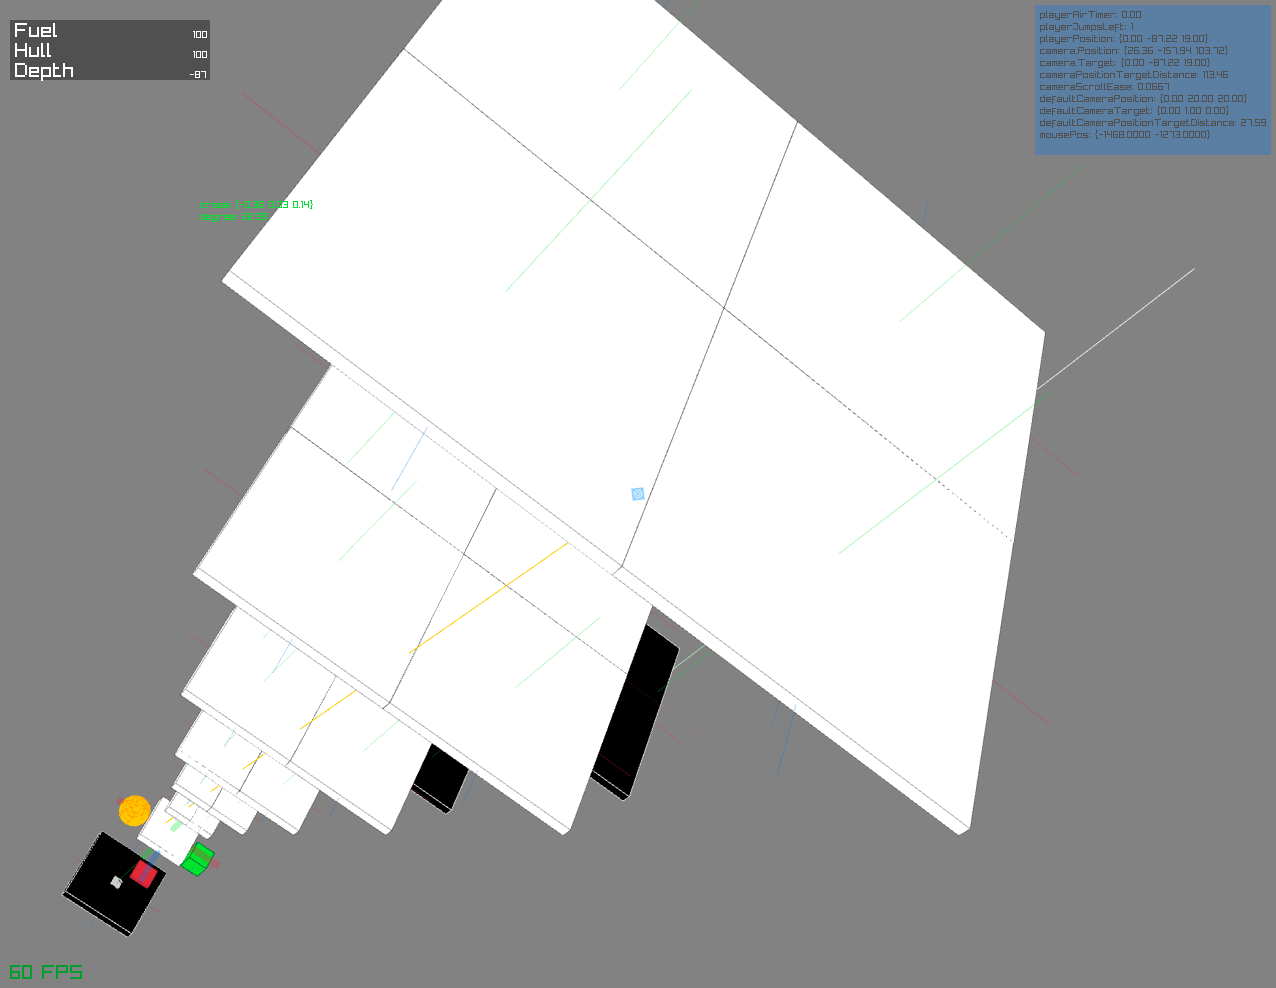 Fuel 100
Hull 100
Depth -87
playerAirTimer: 0.00
playerJumpsLeft: 1
playerPosition: {0.00 -87.22 19.00}
camera.Position: {26.36 -157.94 103.72}
camera.Target: {0.00 -87.22 19.00}
cameraPositionTargetDistance: 113.46
cameraScrollEase: 0.0667
defaultCameraPosition: {0.00 20.00 20.00}
defaultCameraTarget: {0.00 1.00 0.00}
defaultCameraPositionTargetDistance: 27.59
mousePos: {-1468.0000 -1273.0000}
0.14}
60 FPS